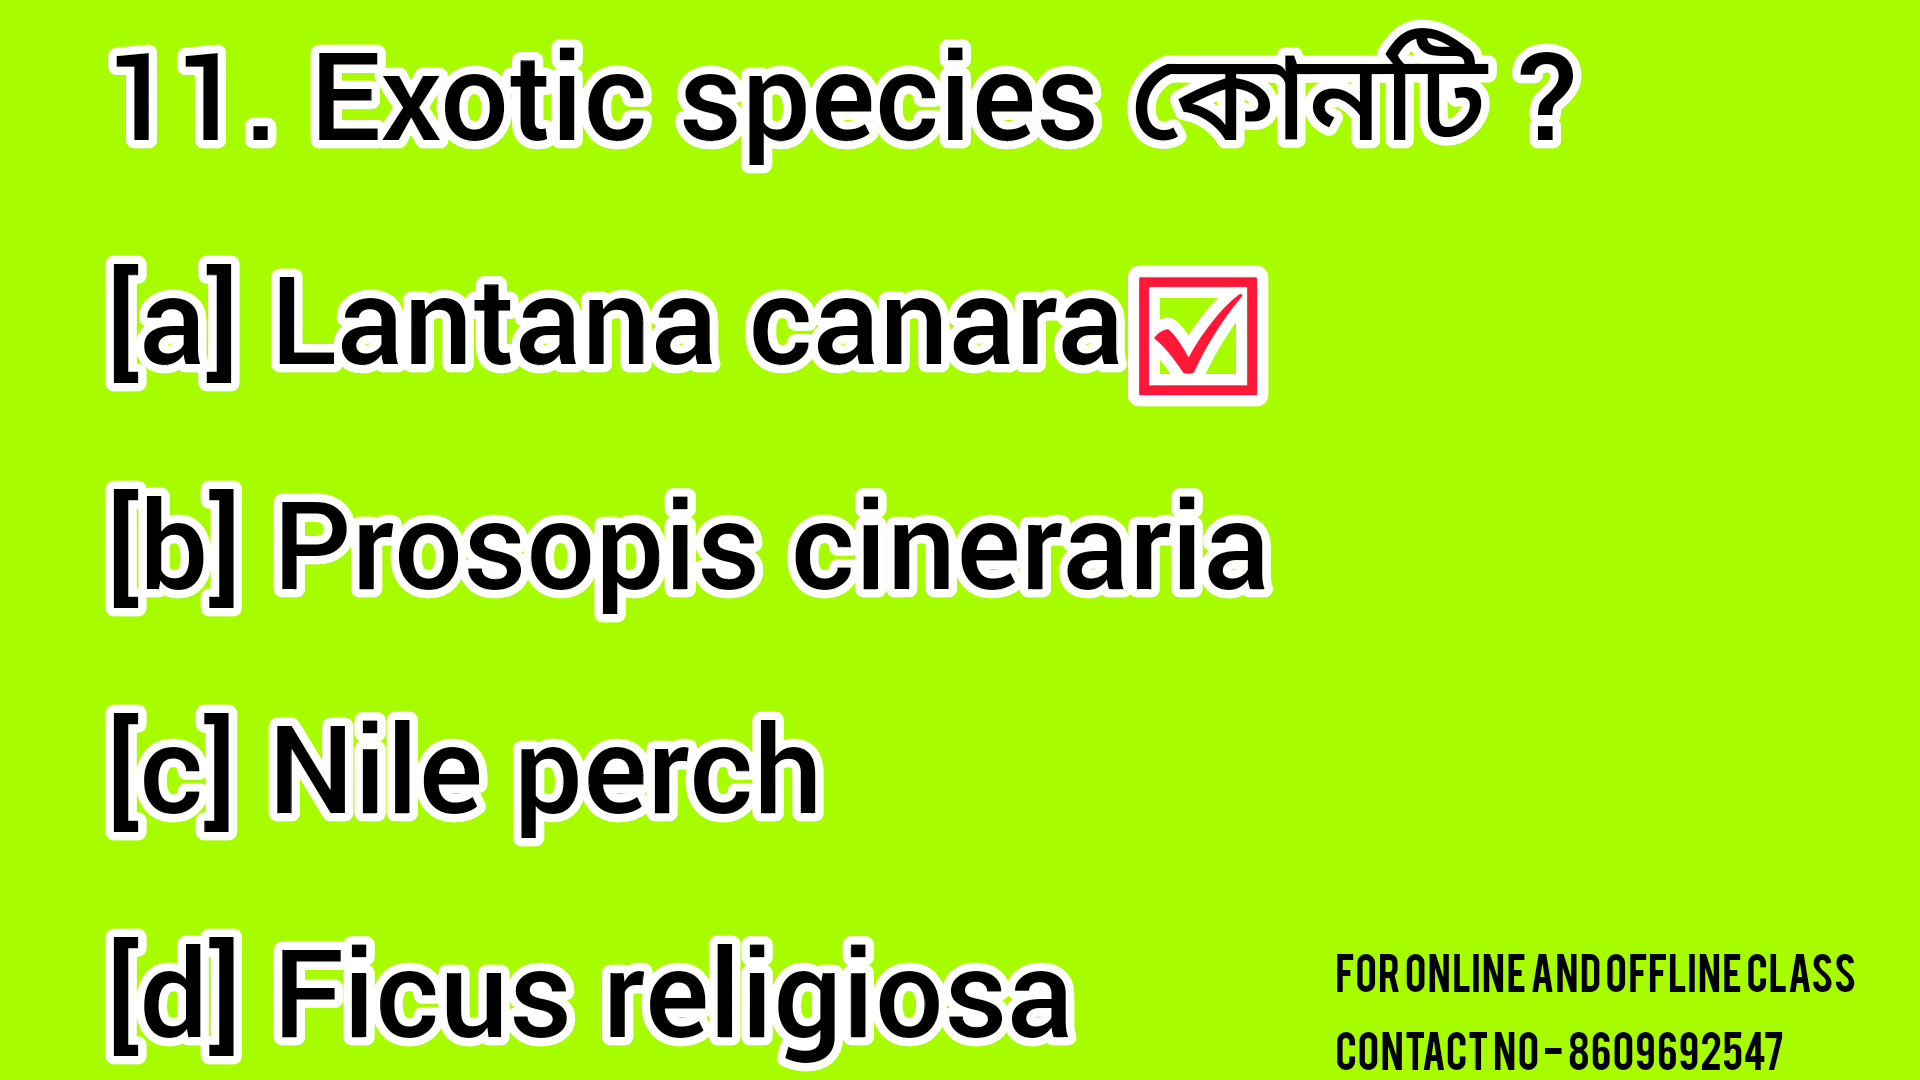 11. Exotic species কোনটি ?
[a] Lantana canara☑
[b] Prosopis cineraria
[c] Nile perch
[d] Ficus religiosa
FOR ONLINE AND OFFLINE CLASS
CONTACT NO - 8609692547